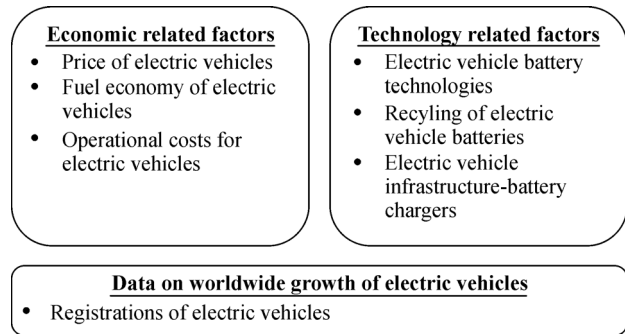 Economic related factors
• Price of electric vehicles
• Fuel economy of electric
vehicles
• Operational costs for
electric vehicles
Technology related factors
• Electric vehicle battery
technologies
• Recyling of electric
vehicle batteries
• Electric vehicle
infrastructure-battery
chargers
Data on worldwide growth of electric vehicles
• Registrations of electric vehicles